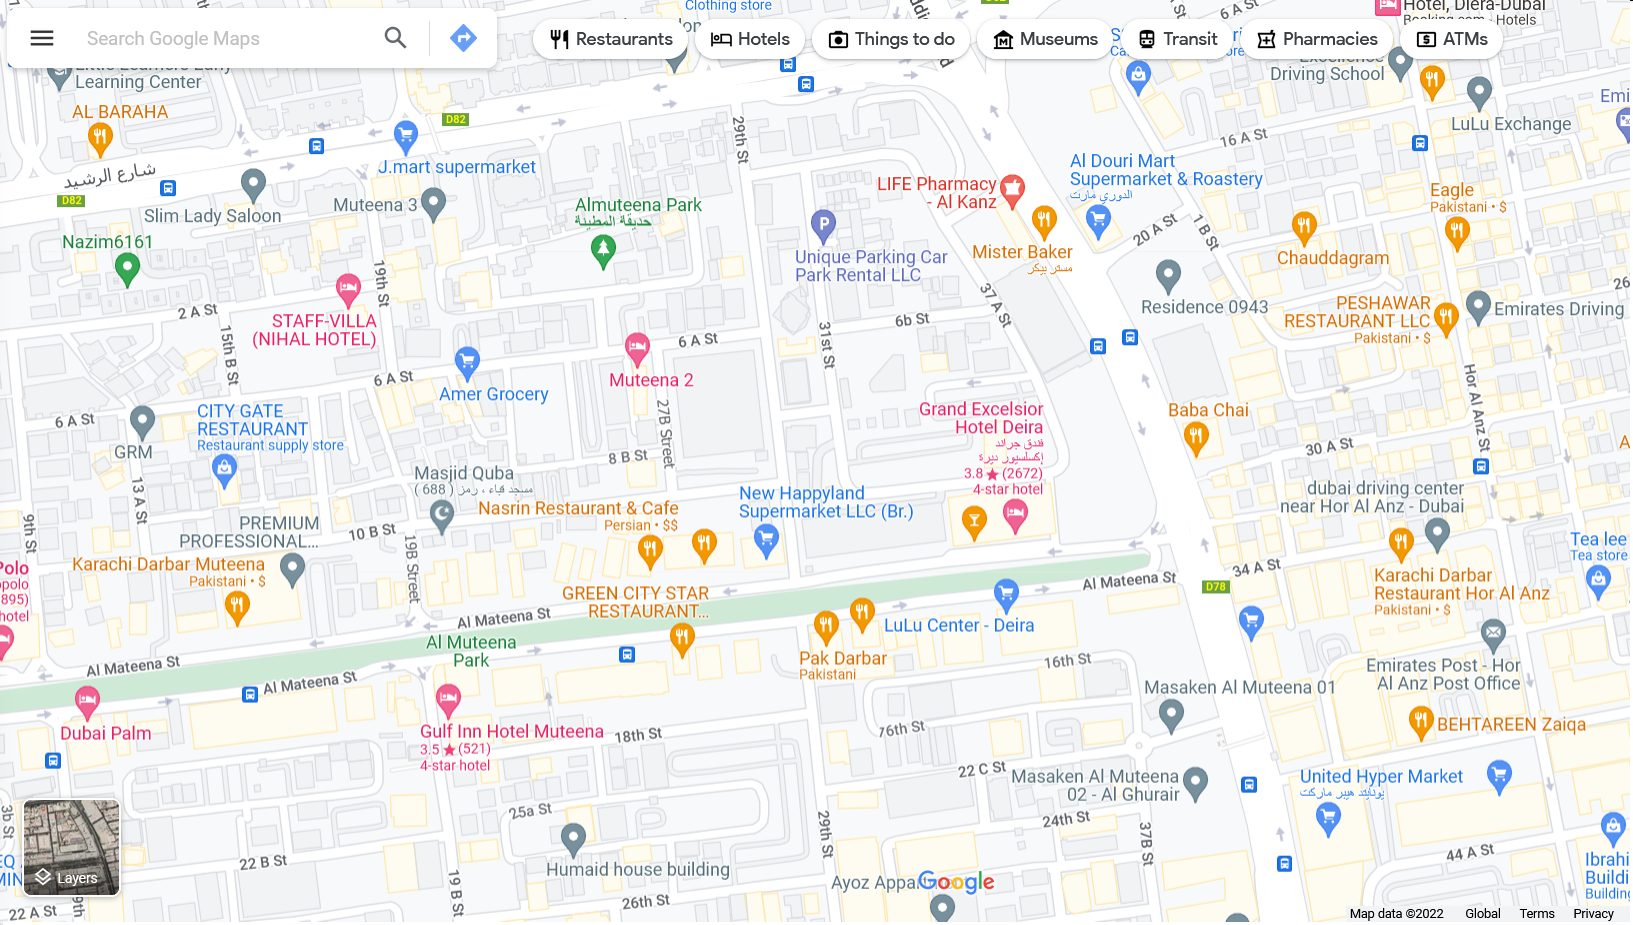 Search Google Maps
Restaurants
Hotels
Things to do
Museums
Transit
Pharmacies
ATMs
Clothing store
Hotel, Diera-Dubai
Booking.com - Hotels
Learning Center
AL BARAHA
D82
شارع الرشيد
D82
J.mart supermarket
29th St
Driving School
LuLu Exchange
16 A St
Slim Lady Saloon
Muteena 3
Almuteena Park
حديقة المطينة
LIFE Pharmacy
- Al Kanz
Al Douri Mart
Supermarket & Roastery
الدوري مارت
Eagle
Pakistani • $
Nazim6161
19th St
Unique Parking Car
Park Rental LLC
Mister Baker
مستر بيكر
20 A St
1 B St
Chauddagram
Residence 0943
37 A St
2 A St
STAFF-VILLA
(NIHAL HOTEL)
15th B St
6b St
31st St
PESHAWAR
RESTAURANT LLC
Pakistani • $
Emirates Driving
6 A St
Muteena 2
6 A St
Amer Grocery
27B Street
Hor Al Anz St
6 A St
GRM
CITY GATE
RESTAURANT
Restaurant supply store
Grand Excelsior
Hotel Deira
فندق جراند
إكسلسيور ديرة
3.8 ★ (2672)
4-star hotel
Baba Chai
30 A St
8 B St
Masjid Quba
مسجد قباء ، رمز ( 688 )
13 A St
9th St
10 B St
19B Street
Nasrin Restaurant & Cafe
Persian • $$
New Happyland
Supermarket LLC (Br.)
dubai driving center
near Hor Al Anz - Dubai
PREMIUM
PROFESSIONAL...
Karachi Darbar Muteena
Pakistani • $
Polo
opolo
895)
hotel
GREEN CITY STAR
RESTAURANT...
Al Mateena St
Al Mateena St
D78
34 A St
Karachi Darbar
Restaurant Hor Al Anz
Pakistani • $
Tea lee
Tea store
LuLu Center - Deira
Al Muteena
Park
Al Mateena St
Al Mateena St
Pak Darbar
Pakistani
16th St
Emirates Post - Hor
Al Anz Post Office
Masaken Al Muteena 01
Dubai Palm
Gulf Inn Hotel Muteena
3.5 ★ (521)
4-star hotel
18th St
76th St
BEHTAREEN Zaiqa
22 C St
Masaken Al Muteena
02 - Al Ghurair
United Hyper Market
يونايتد هيبر ماركت
25a St
29th St
24th St
37B St
3b St
22 B St
Humaid house building
44 A St
Layers
19 B St
Google
22 A St
26th St
Map data ©2022
Global
Terms
Privacy